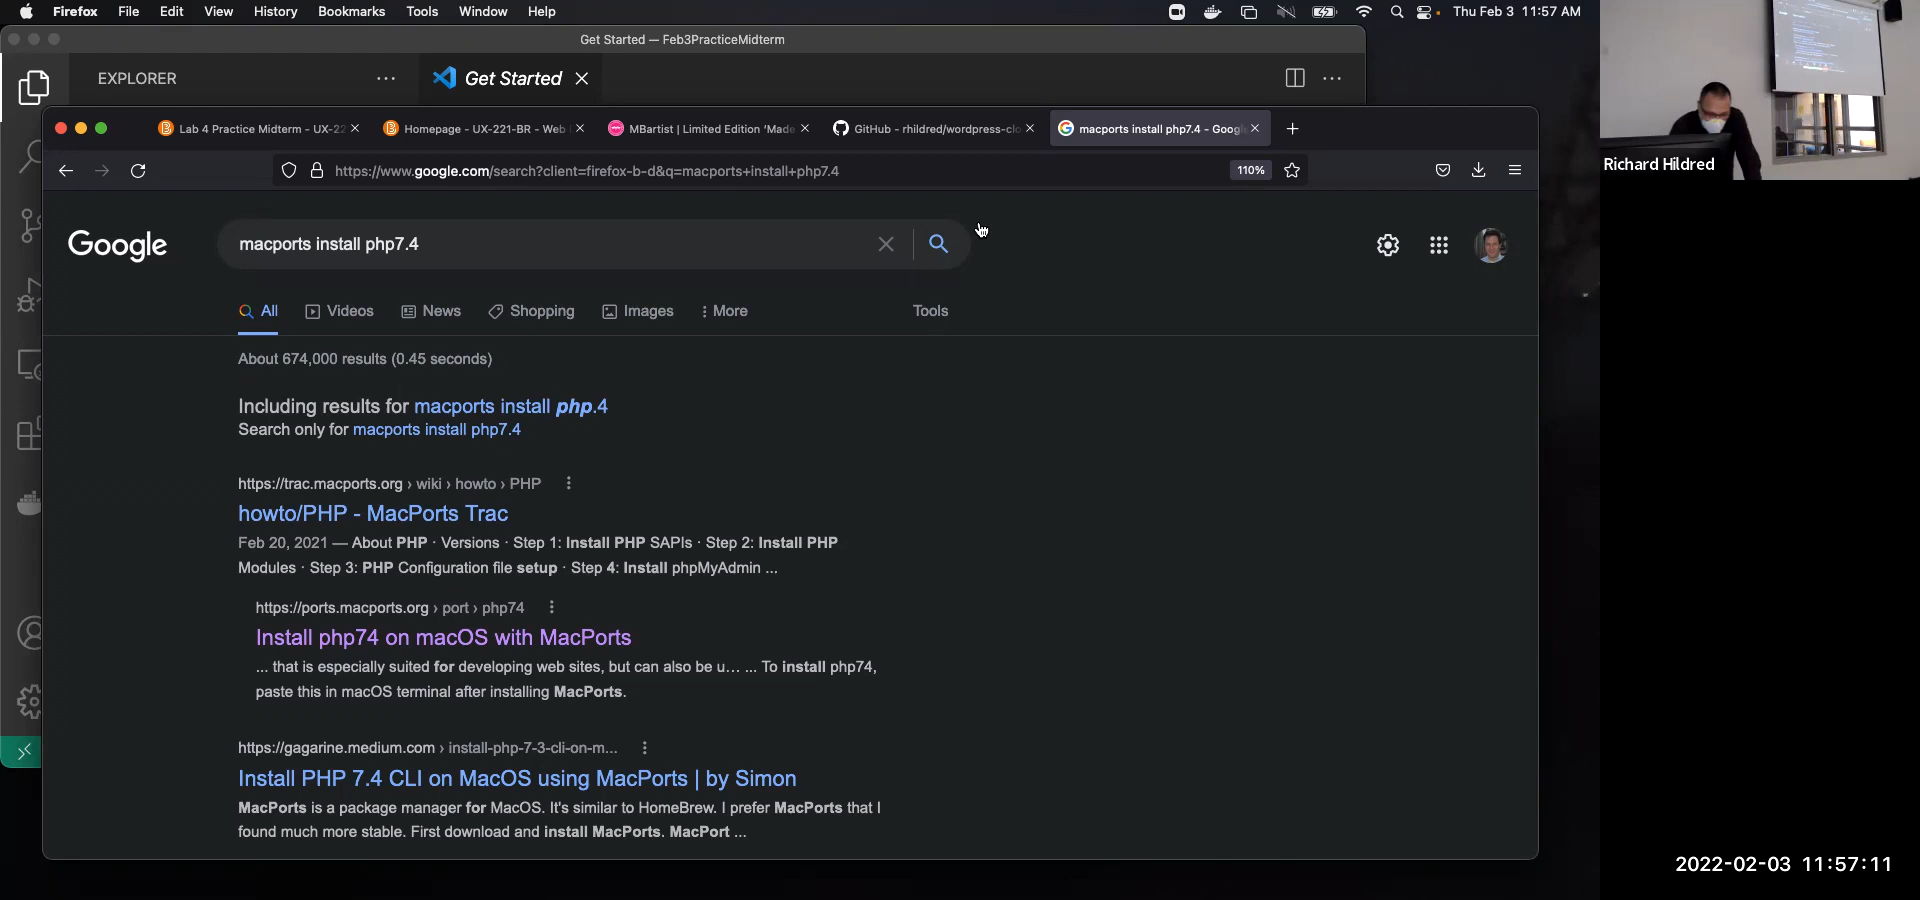 Firefox File Edit View History Bookmarks Tools Window Help
Thu Feb 3 11:57 AM
Get Started — Feb3PracticeMidterm
EXPLORER
Get Started
Lab 4 Practice Midterm - UX-22
Homepage - UX-221-BR - Web
MBartist | Limited Edition 'Made
GitHub - rhildred/wordpress-clo
macports install php7.4 - Goog
https://www.google.com/search?client=firefox-b-d&q=macports+install+php7.4
110%
Richard Hildred
Google
macports install php7.4
All Videos News Shopping Images More Tools
About 674,000 results (0.45 seconds)
Including results for macports install php.4
Search only for macports install php7.4
https://trac.macports.org › wiki › howto › PHP
howto/PHP - MacPorts Trac
Feb 20, 2021 — About PHP · Versions · Step 1: Install PHP SAPIs · Step 2: Install PHP
Modules · Step 3: PHP Configuration file setup · Step 4: Install phpMyAdmin ...
https://ports.macports.org › port › php74
Install php74 on macOS with MacPorts
... that is especially suited for developing web sites, but can also be u... ... To install php74,
paste this in macOS terminal after installing MacPorts.
https://gagarine.medium.com › install-php-7-3-cli-on-m...
Install PHP 7.4 CLI on MacOS using MacPorts | by Simon
MacPorts is a package manager for MacOS. It's similar to HomeBrew. I prefer MacPorts that I
found much more stable. First download and install MacPorts. MacPort ...
2022-02-03 11:57:11